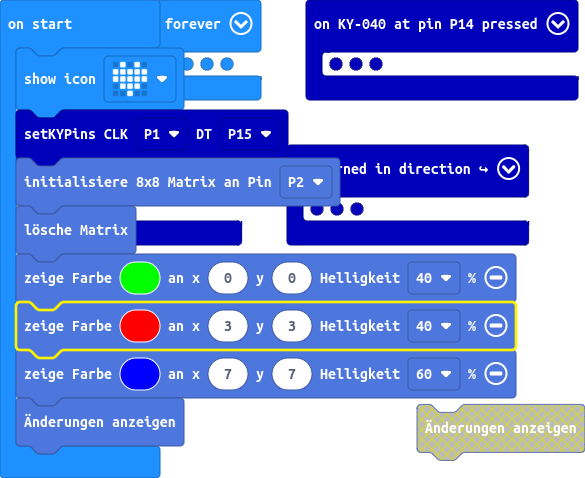 on start
forever
on KY-040 at pin P14 pressed
show icon
setKYPins CLK P1 DT P15
rned in direction ↪
initialisiere 8x8 Matrix an Pin P2
lösche Matrix
zeige Farbe an x 0 y 0 Helligkeit 40 %
zeige Farbe an x 3 y 3 Helligkeit 40 %
zeige Farbe an x 7 y 7 Helligkeit 60 %
Änderungen anzeigen
Änderungen anzeigen